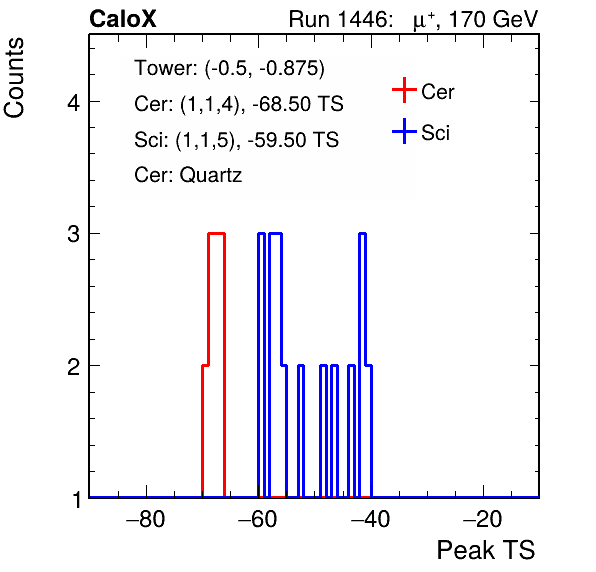 CaloX Run 1446: μ⁺, 170 GeV
Counts
Tower: (-0.5, -0.875)
Cer: (1,1,4), -68.50 TS
Sci: (1,1,5), -59.50 TS
Cer: Quartz
Cer
Sci
4
3
2
1
−80 −60 −40 −20
Peak TS